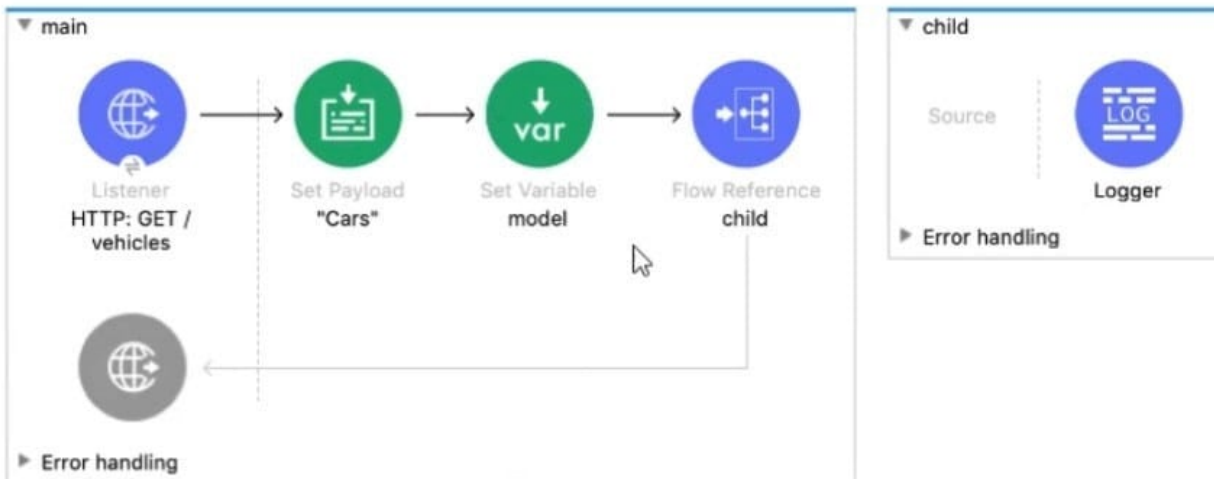 main
child
var
LOG
Source
Listener
Set Payload
Set Variable
Flow Reference
Logger
HTTP: GET /
vehicles
"Cars"
model
child
Error handling
Error handling